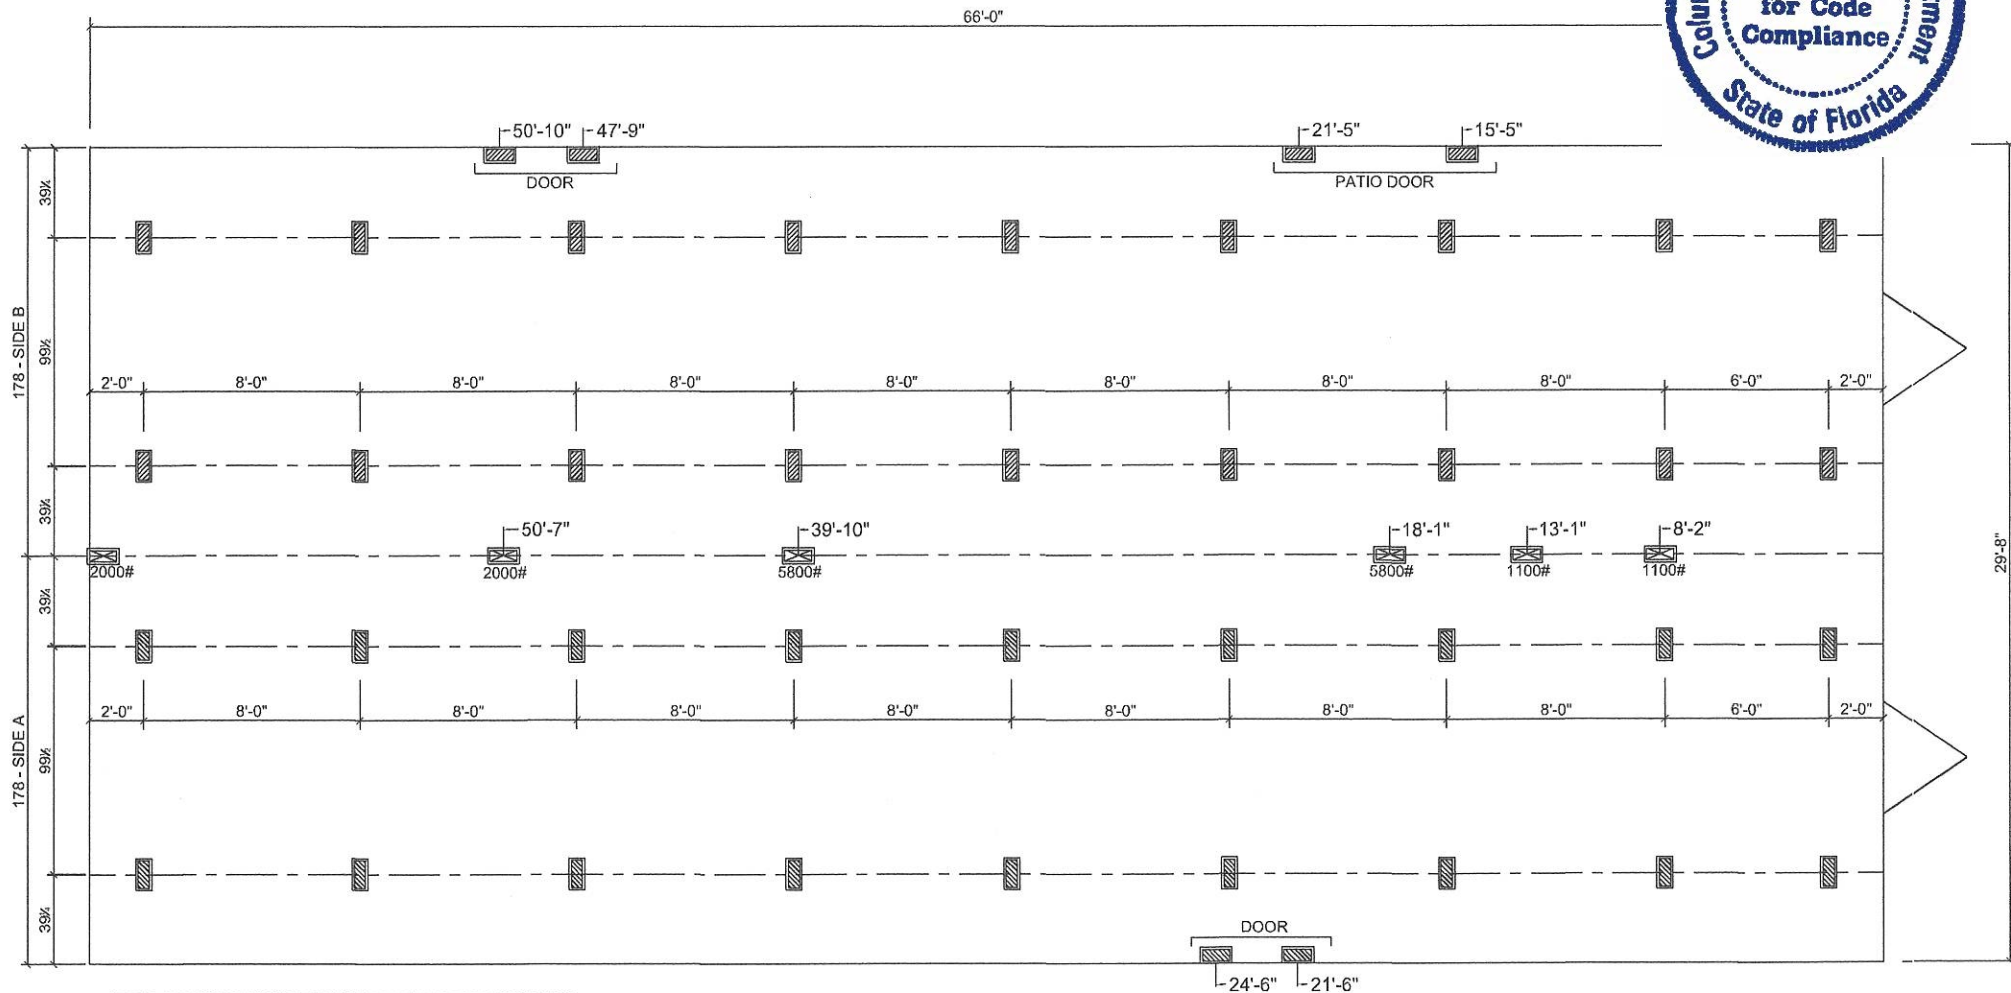 66'-0"
for Code
Compliance
State of Florida
50'-10" 47'-9" 21'-5" 15'-5"
DOOR PATIO DOOR
39¼
178 - SIDE B
99½
2'-0" 8'-0" 8'-0" 8'-0" 8'-0" 8'-0" 8'-0" 8'-0" 6'-0" 2'-0"
39¼
50'-7" 39'-10" 18'-1" 13'-1" 8'-2"
2000# 2000# 5800# 5800# 1100# 1100#
29'-8"
39¼
178 - SIDE A
2'-0" 8'-0" 8'-0" 8'-0" 8'-0" 8'-0" 8'-0" 8'-0" 6'-0" 2'-0"
99½
39¼
DOOR
24'-6" 21'-6"